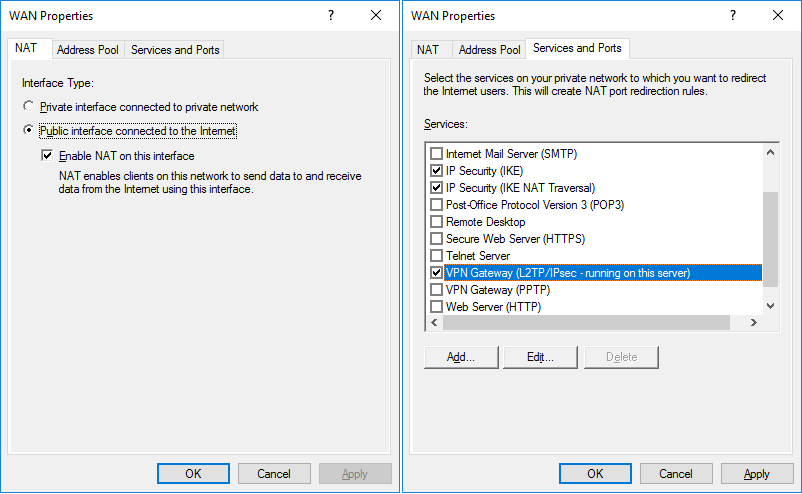 WAN Properties
?
NAT
Address Pool
Services and Ports
Interface Type:
Private interface connected to private network
Public interface connected to the Internet
Enable NAT on this interface
NAT enables clients on this network to send data to and receive
data from the Internet using this interface.
OK
Cancel
Apply
WAN Properties
?
NAT
Address Pool
Services and Ports
Select the services on your private network to which you want to redirect
the Internet users. This will create NAT port redirection rules.
Services:
Internet Mail Server (SMTP)
IP Security (IKE)
IP Security (IKE NAT Traversal)
Post-Office Protocol Version 3 (POP3)
Remote Desktop
Secure Web Server (HTTPS)
Telnet Server
VPN Gateway (L2TP/IPsec - running on this server)
VPN Gateway (PPTP)
Web Server (HTTP)
Add...
Edit...
Delete
OK
Cancel
Apply